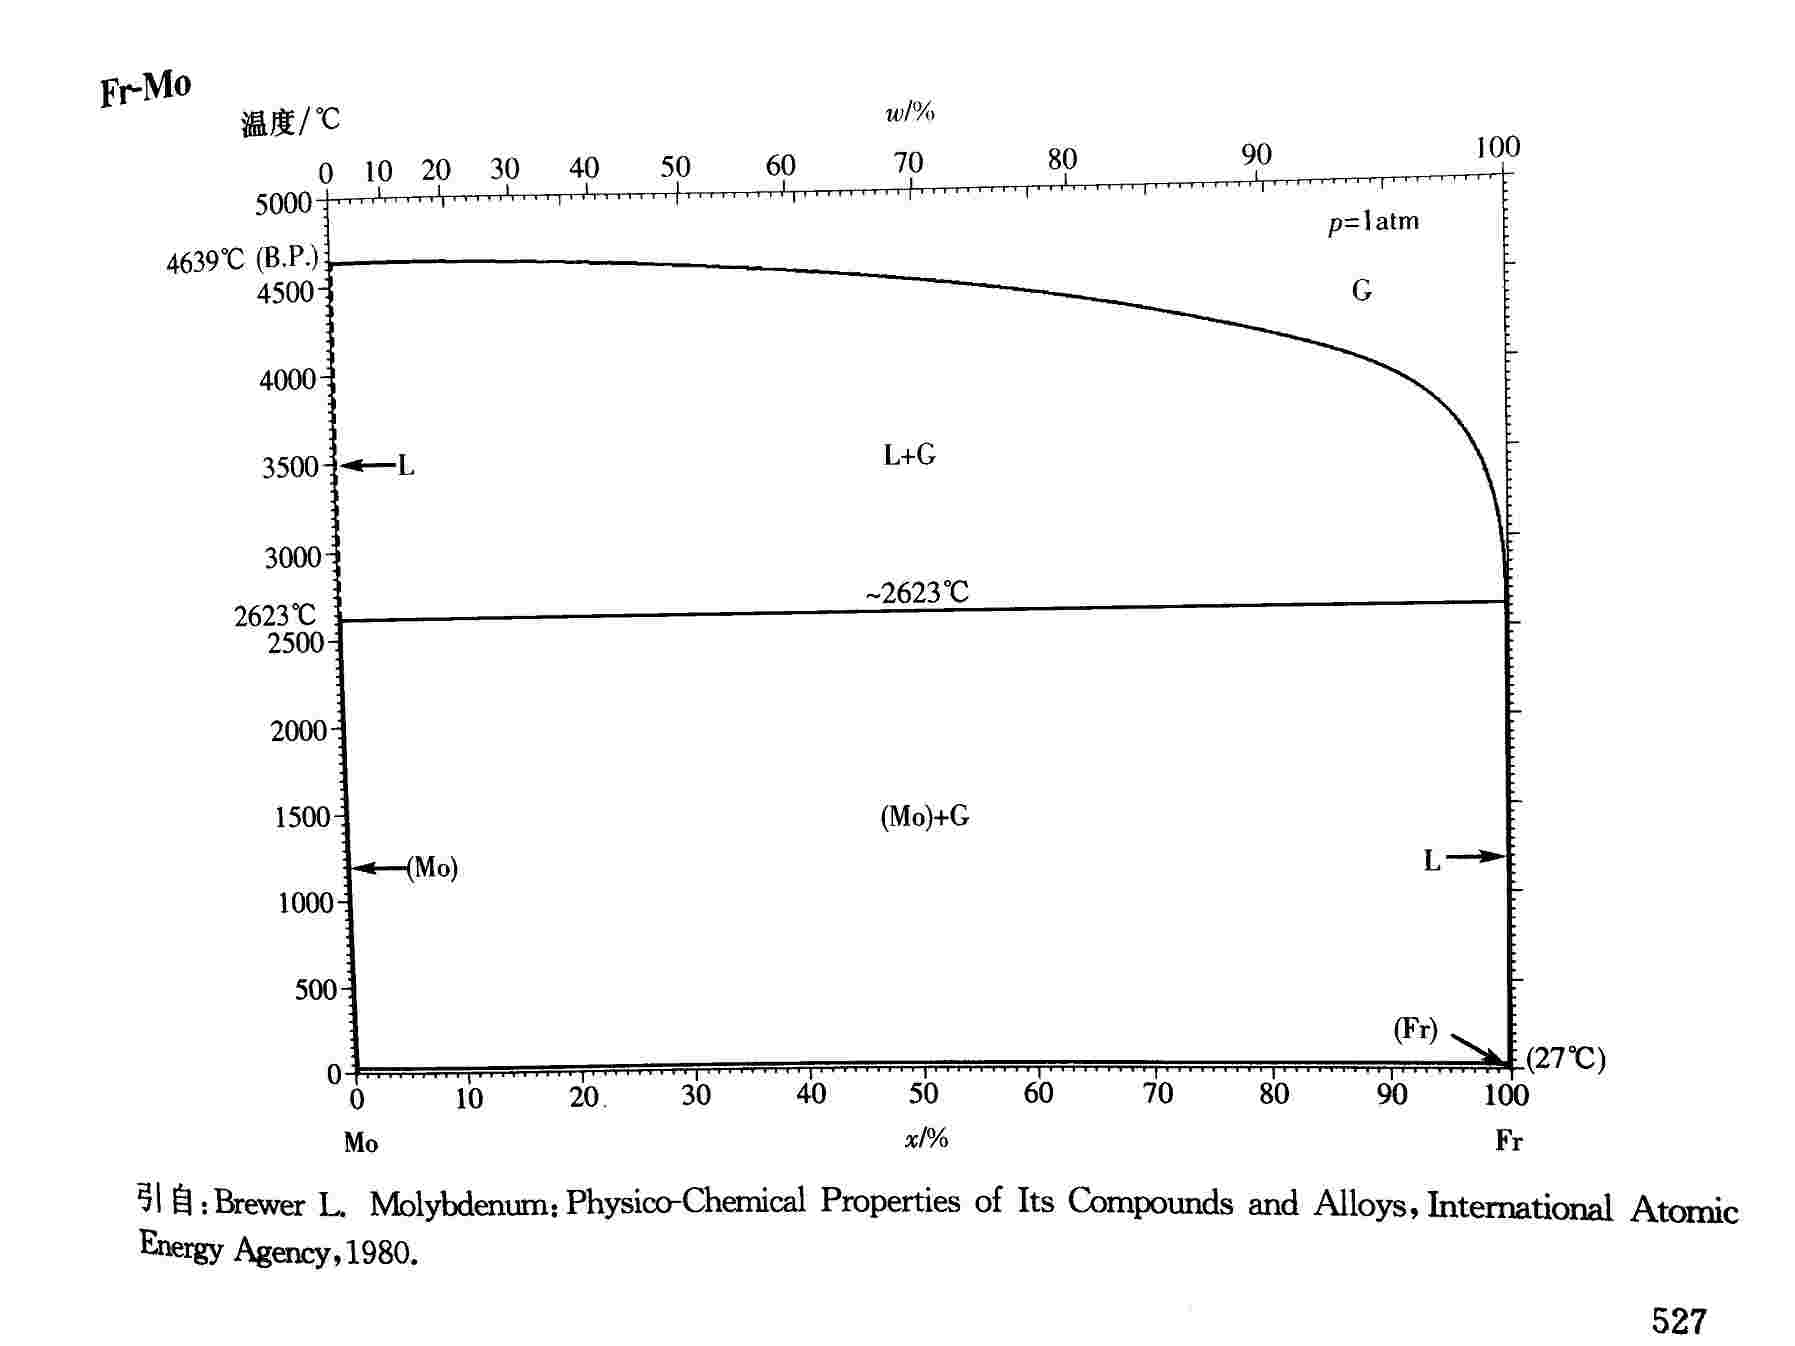 Fr-Mo
温度/℃
w/%
0 10 20 30 40 50 60 70 80 90 100
5000
p=1atm
4639℃ (B.P.)
G
4500
4000
L+G
3500
L
3000
~2623℃
2623℃
2500
2000
1500
(Mo)+G
(Mo)
L
1000
500
(Fr)
(27℃)
0
0 10 20 30 40 50 60 70 80 90 100
Mo
x/%
Fr
引自:Brewer L. Molybdenum: Physico-Chemical Properties of Its Compounds and Alloys, International Atomic
Energy Agency,1980.
527